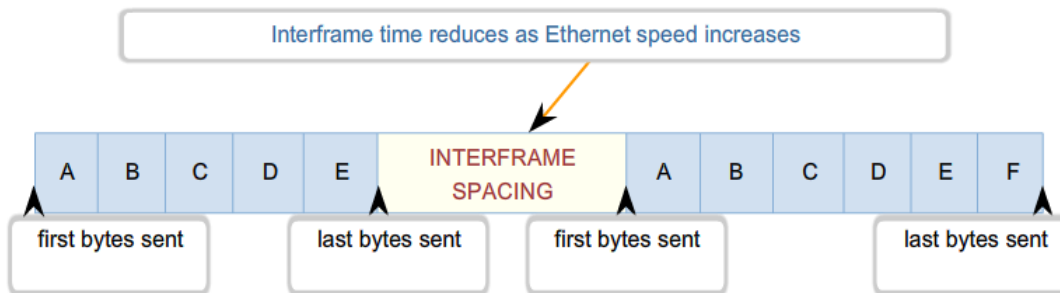 Interframe time reduces as Ethernet speed increases
A B C D E INTERFRAME SPACING A B C D E F
first bytes sent last bytes sent first bytes sent last bytes sent